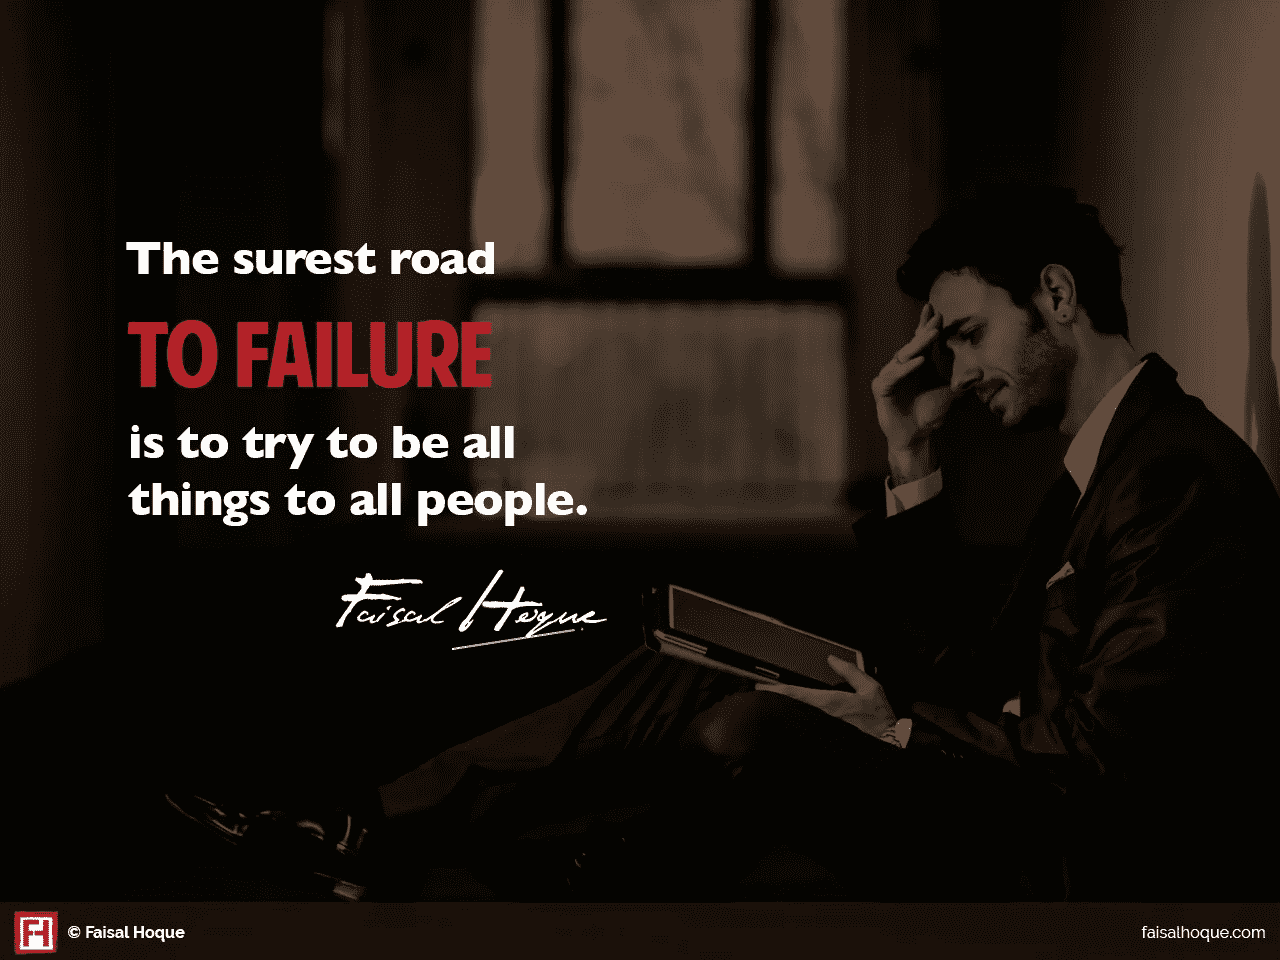 The surest road
TO FAILURE
is to try to be all
things to all people.
Faisal Hoque
FH
© Faisal Hoque
faisalhoque.com